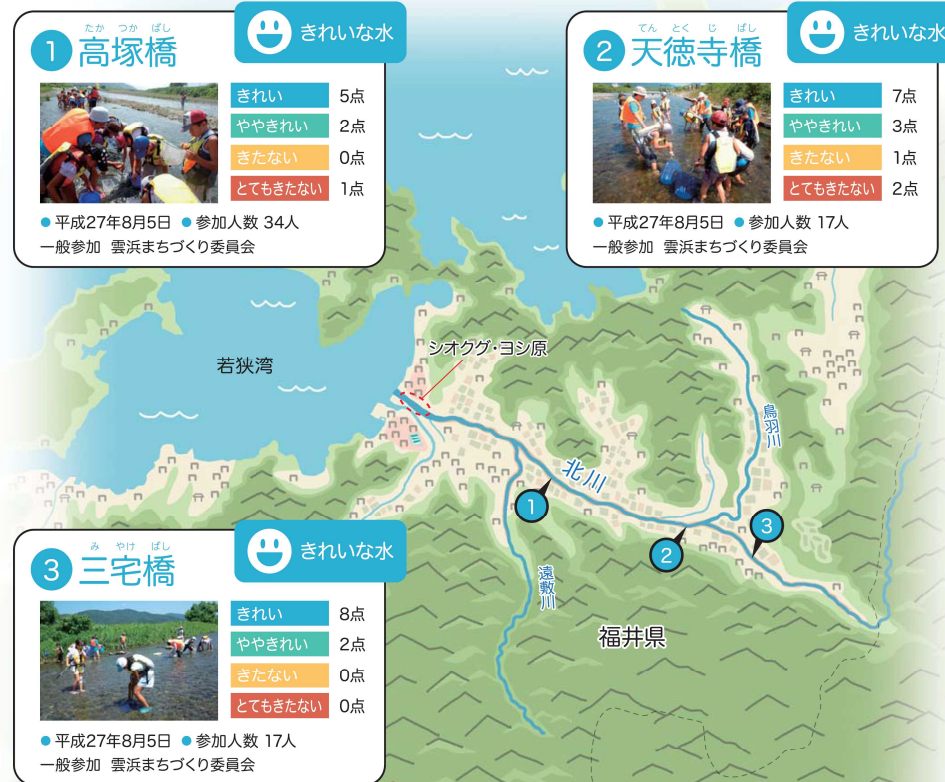 1 高塚橋
たか つか ばし
きれいな水
きれい 5点
ややきれい 2点
きたない 0点
とてもきたない 1点
● 平成27年8月5日 ● 参加人数 34人
一般参加 雲浜まちづくり委員会
2 天徳寺橋
てん とく じ ばし
きれいな水
きれい 7点
ややきれい 3点
きたない 1点
とてもきたない 2点
● 平成27年8月5日 ● 参加人数 17人
一般参加 雲浜まちづくり委員会
若狭湾
シオクグ・ヨシ原
鳥羽川
北川
1
2
3
遠敷川
福井県
3 三宅橋
み やけ ばし
きれいな水
きれい 8点
ややきれい 2点
きたない 0点
とてもきたない 0点
● 平成27年8月5日 ● 参加人数 17人
一般参加 雲浜まちづくり委員会